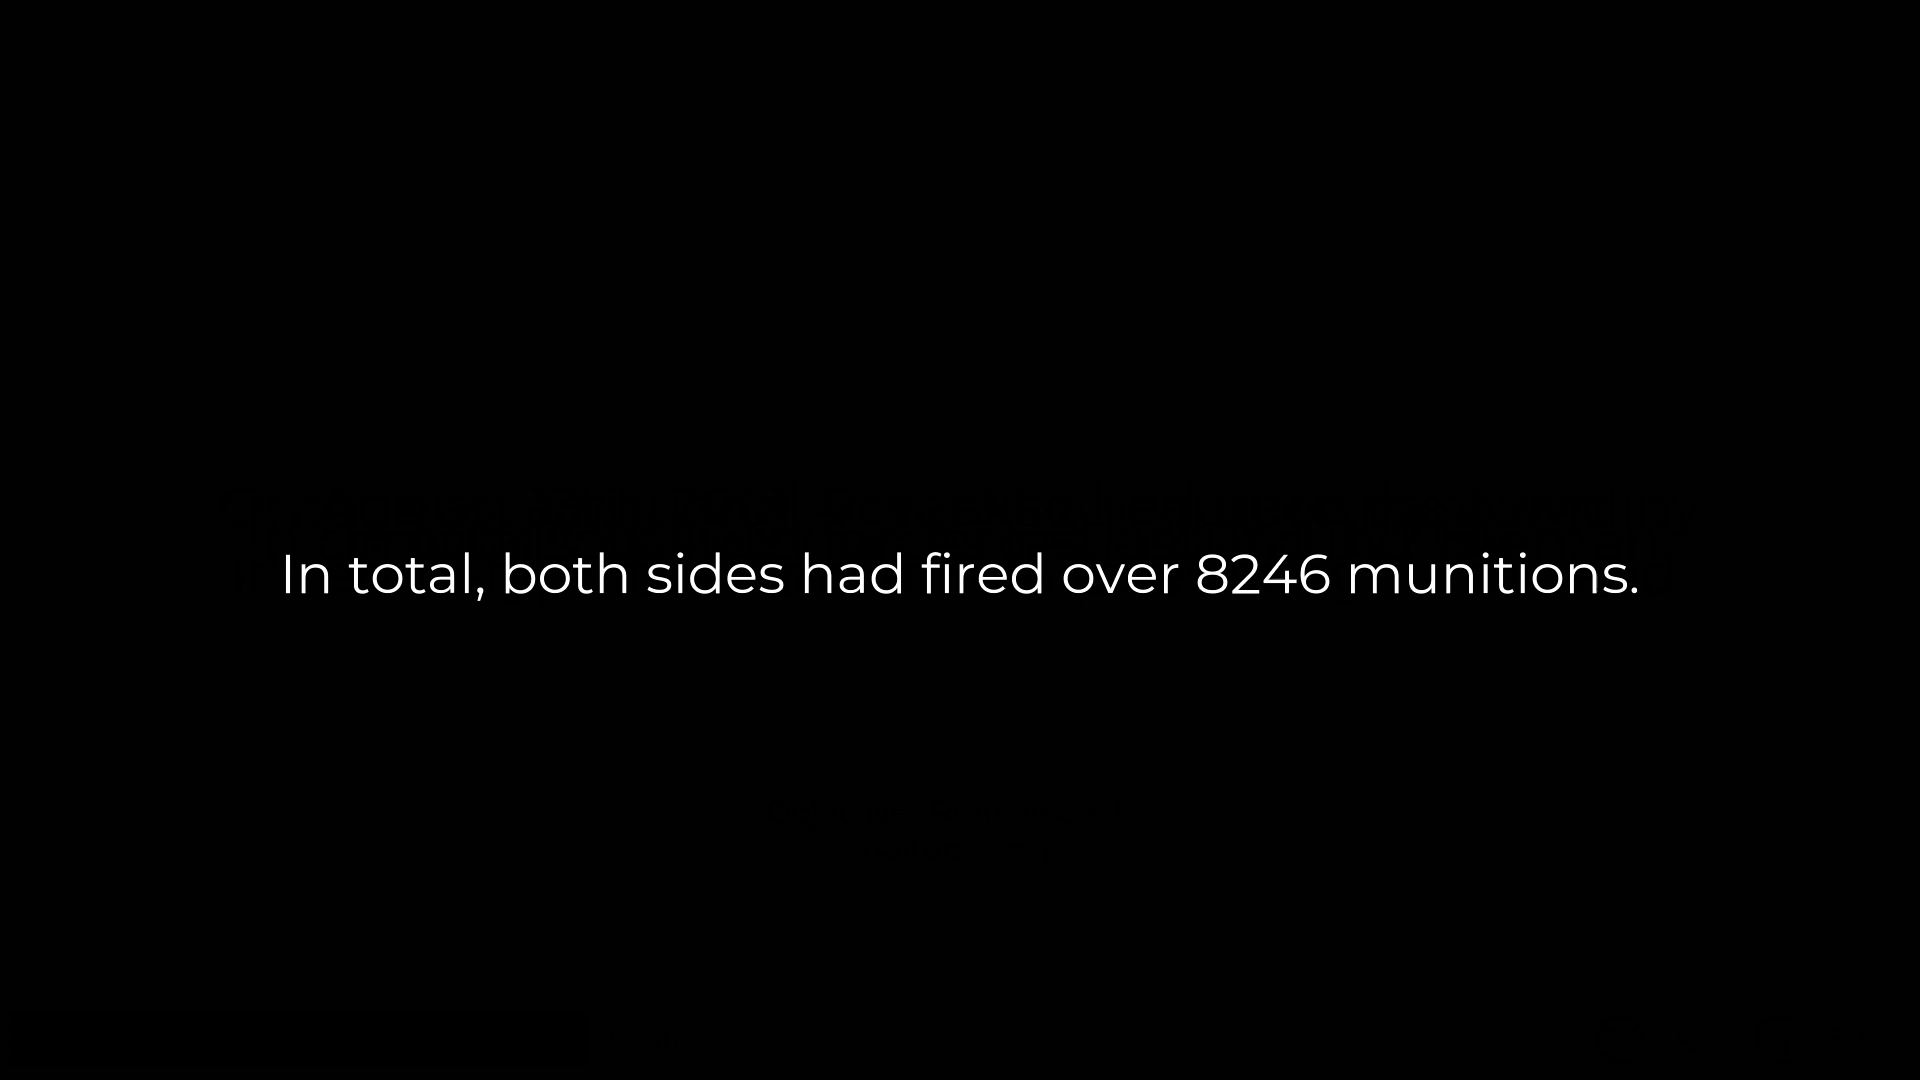 In total, both sides had fired over 8246 munitions.